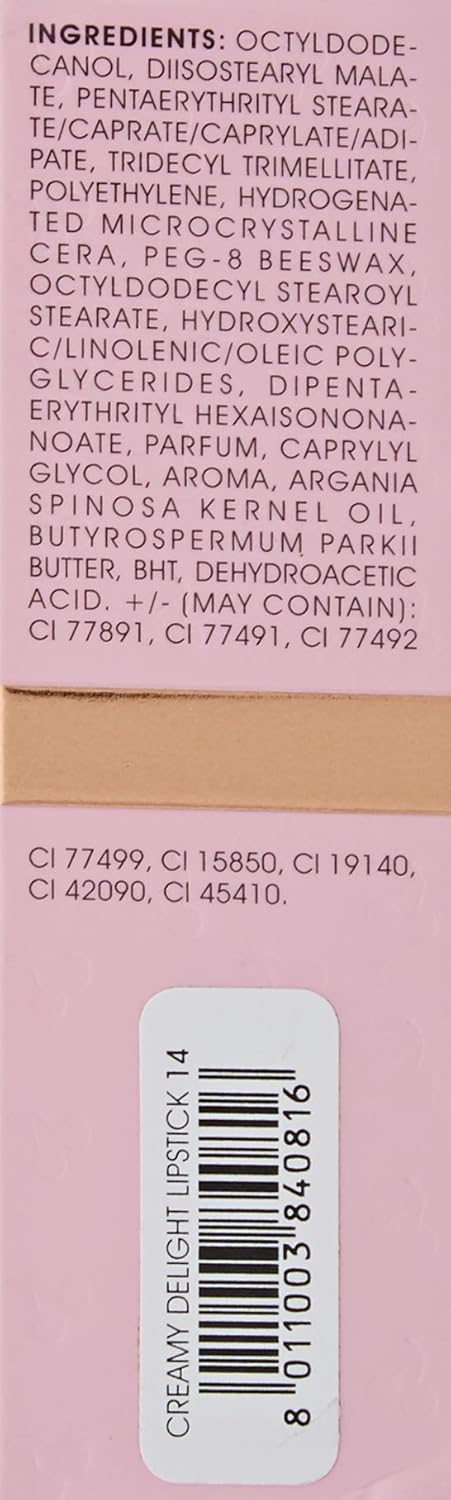 INGREDIENTS: OCTYLDODE-
CANOL, DIISOSTEARYL MALA-
TE, PENTAERYTHRITYL STEARA-
TE/CAPRATE/CAPRYLATE/ADI-
PATE, TRIDECYL TRIMELLITATE,
POLYETHYLENE, HYDROGENA-
TED MICROCRYSTALLINE
CERA, PEG-8 BEESWAX,
OCTYLDODECYL STEAROYL
STEARATE, HYDROXYSTEARI-
C/LINOLENIC/OLEIC POLY-
GLYCERIDES, DIPENTA-
ERYTHRITYL HEXAISONONA-
NOATE, PARFUM, CAPRYLYL
GLYCOL, AROMA, ARGANIA
SPINOSA KERNEL OIL,
BUTYROSPERMUM PARKII
BUTTER, BHT, DEHYDROACETIC
ACID. +/- (MAY CONTAIN):
CI 77891, CI 77491, CI 77492
CI 77499, CI 15850, CI 19140,
CI 42090, CI 45410.
CREAMY DELIGHT LIPSTICK 14
8 011003 840816